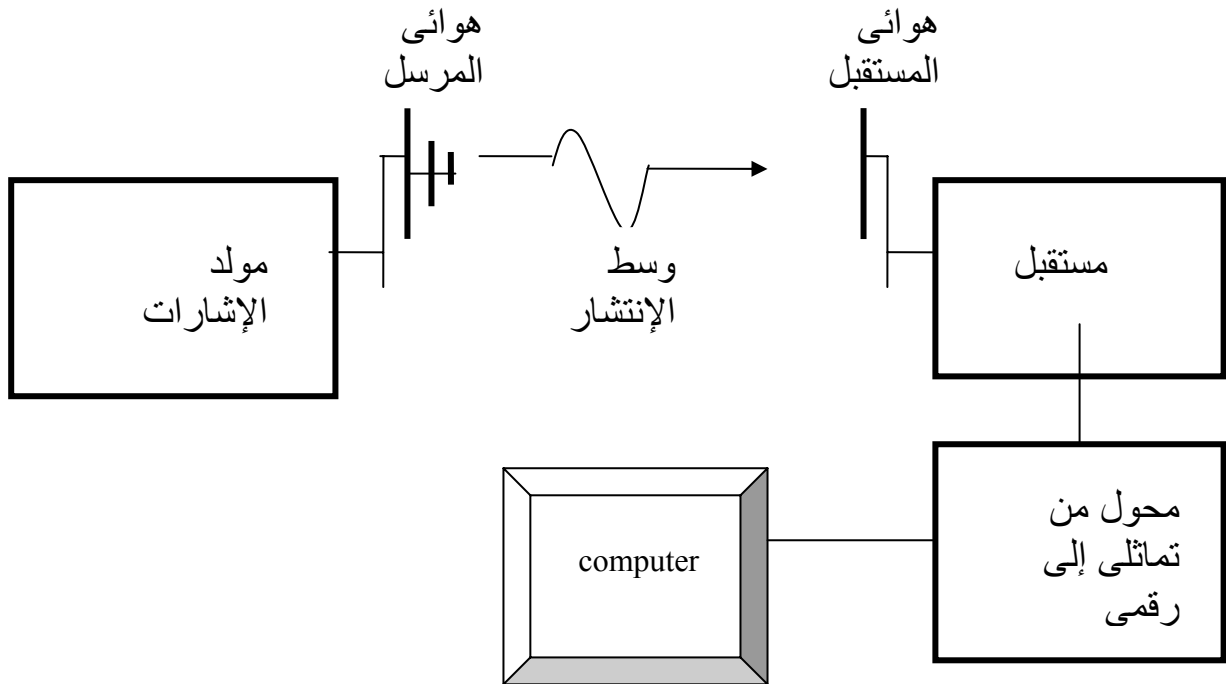 هوائى
المرسل
هوائى
المستقبل
مولد
الإشارات
وسط
الإنتشار
مستقبل
computer
محول من
تماثلى إلى
رقمى